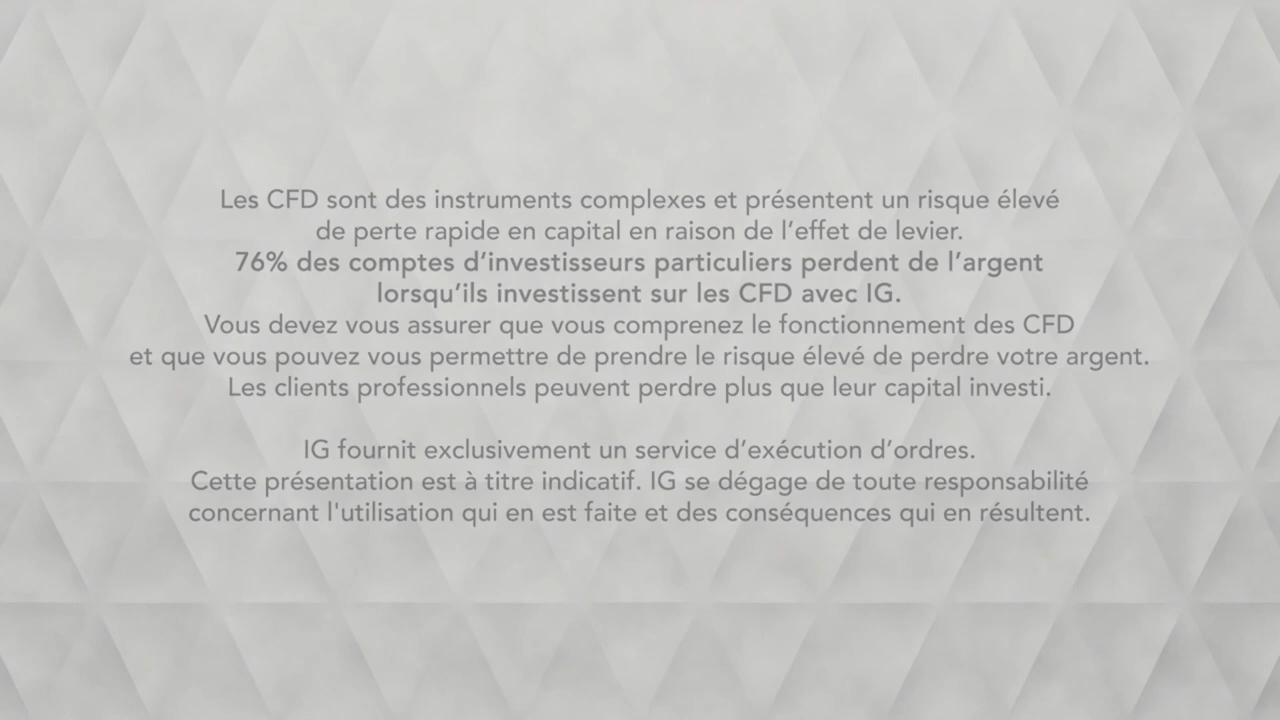 Les CFD sont des instruments complexes et présentent un risque élevé
de perte rapide en capital en raison de l’effet de levier.
76% des comptes d‘investisseurs particuliers perdent de l’argent
lorsqu‘ils investissent sur les CFD avec IG.
Vous devez vous assurer que vous comprenez le fonctionnement des CFD
et que vous pouvez vous permettre de prendre le risque élevé de perdre votre argent.
Les clients professionnels peuvent perdre plus que leur capital investi.
IG fournit exclusivement un service d’exécution d’ordres.
Cette présentation est à titre indicatif. IG se dégage de toute responsabilité
concernant l'utilisation qui en est faite et des conséquences qui en résultent.